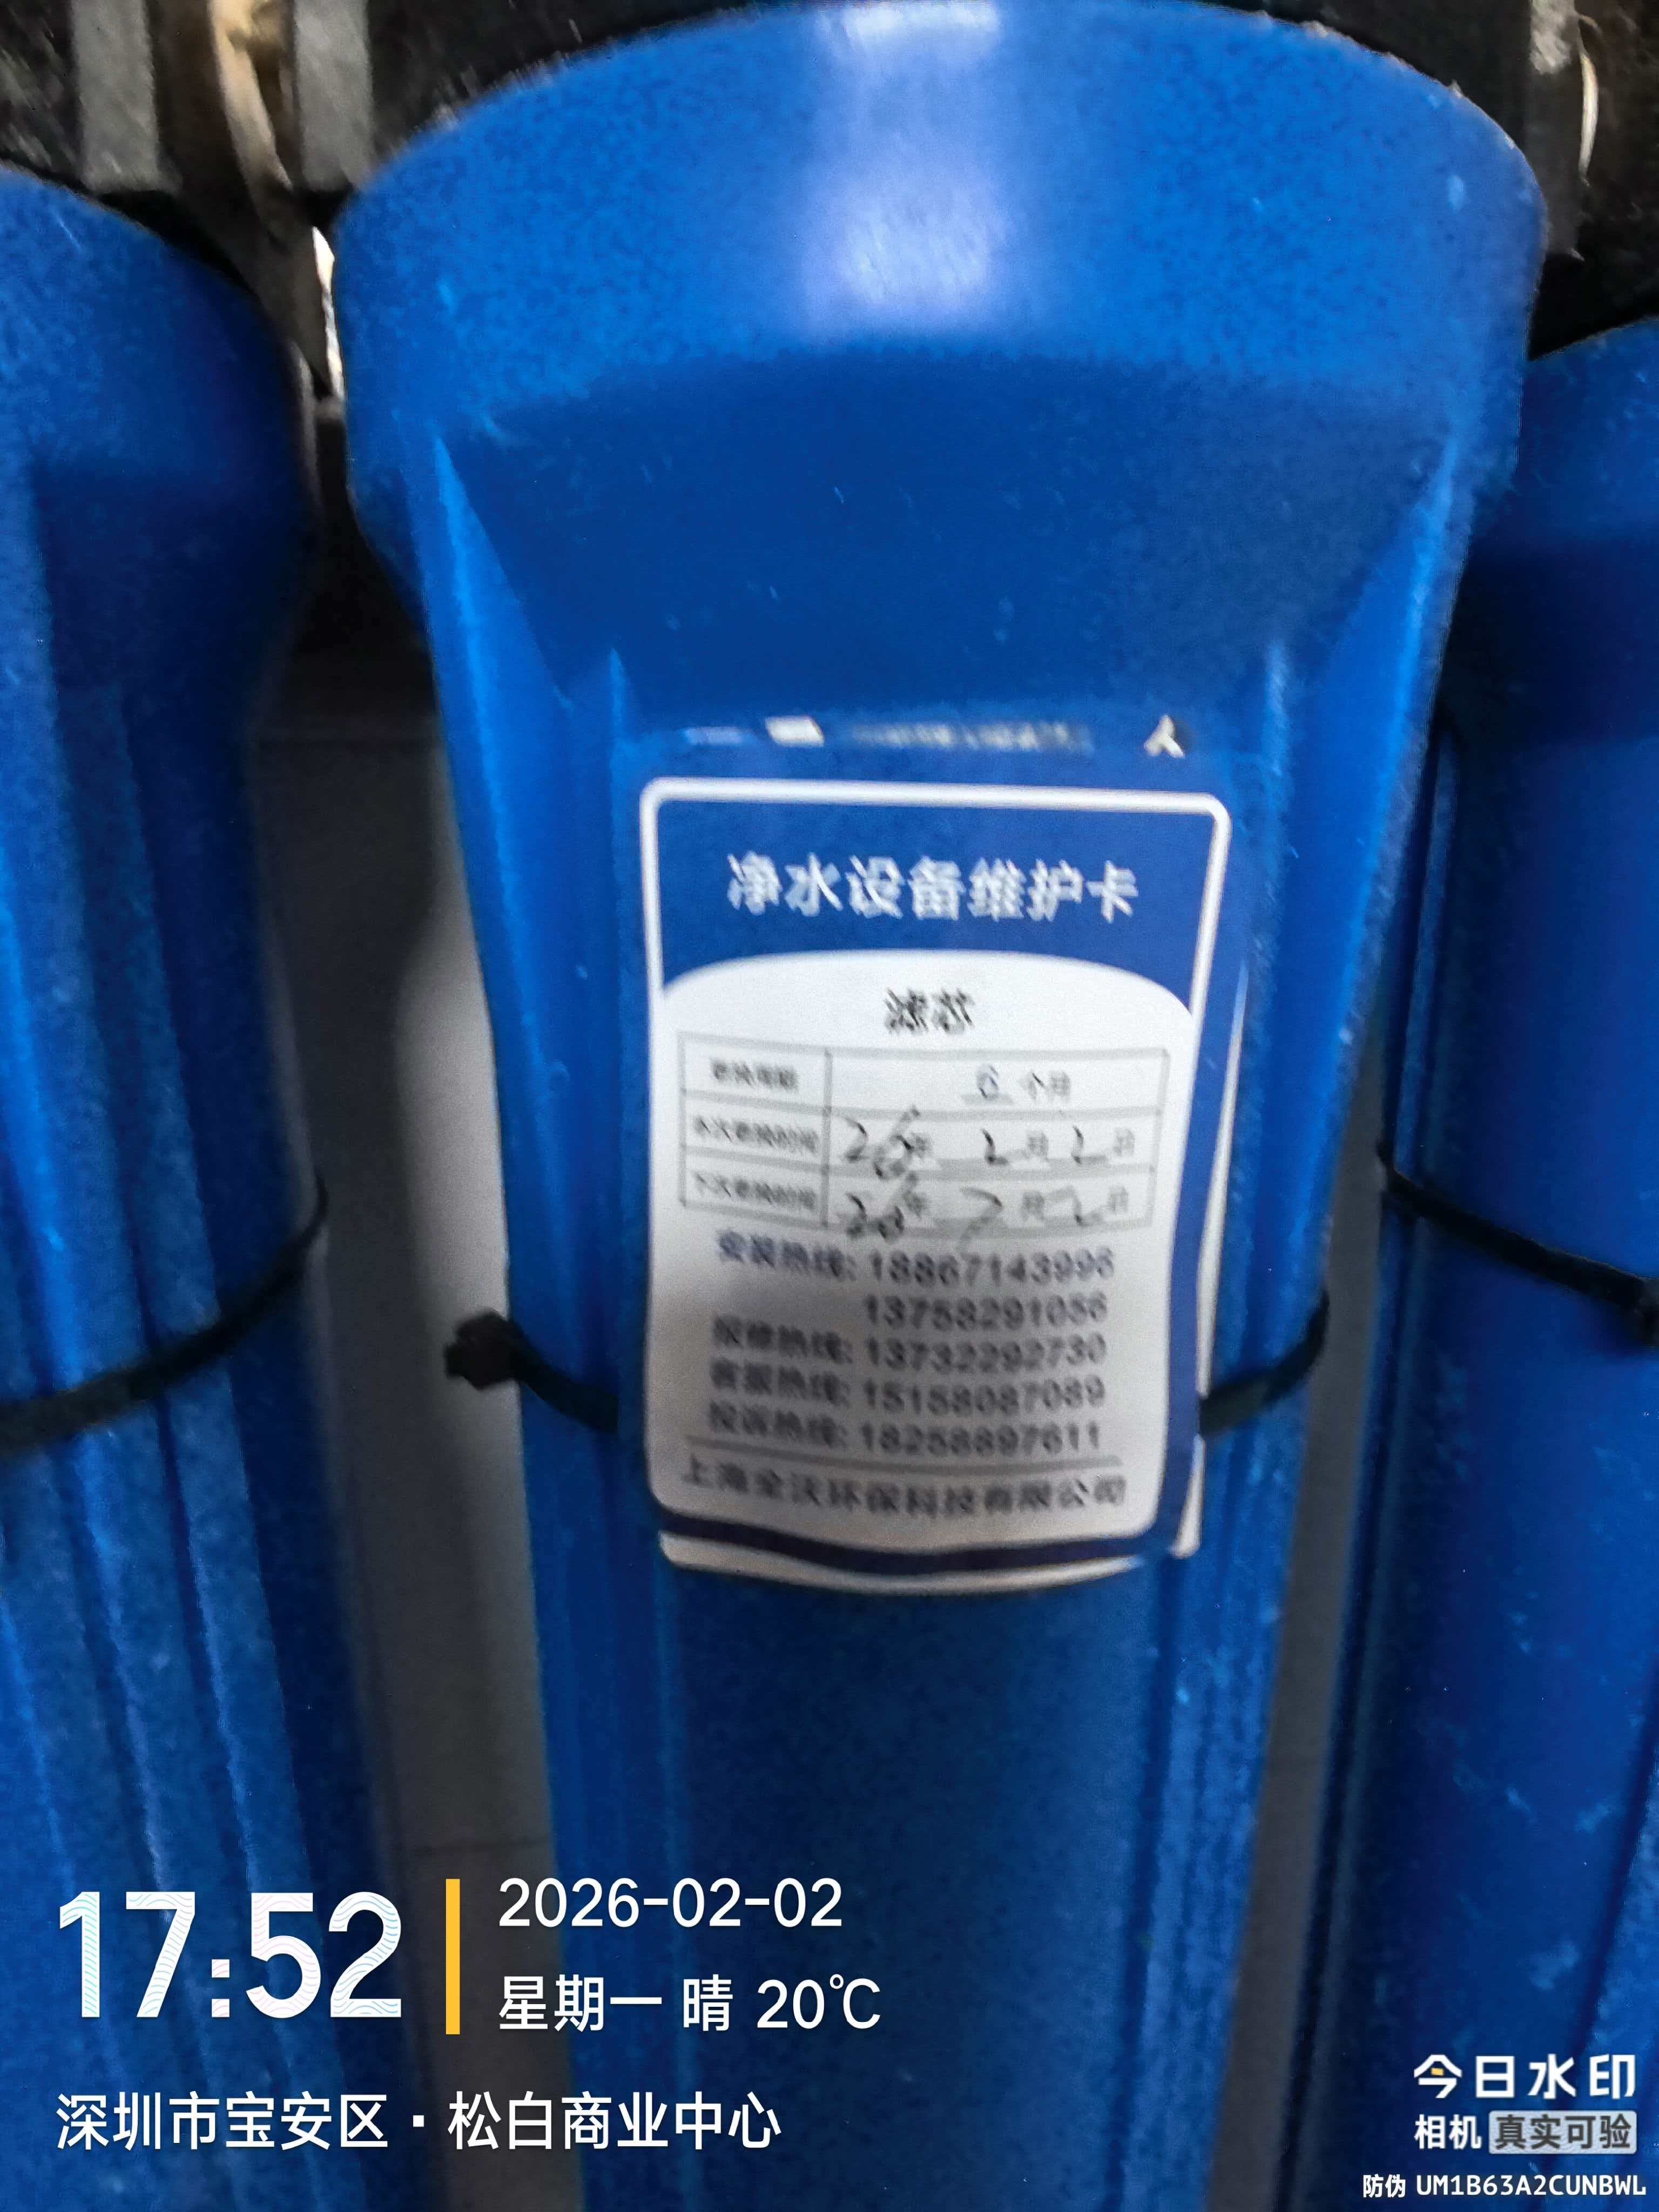 净水设备维护卡
滤芯
更换周期 6 个月
本次更换时间 26年 2月 2日
下次更换时间 26年 7月 2日
安装热线: 18867143996
13758291056
报修热线: 13732292730
客服热线: 15158087089
投诉热线: 18258897611
上海全沃环保科技有限公司
17:52
2026-02-02
星期一 晴 20℃
深圳市宝安区·松白商业中心
今日水印
相机 真实可验
防伪 UM1B63A2CUNBWL